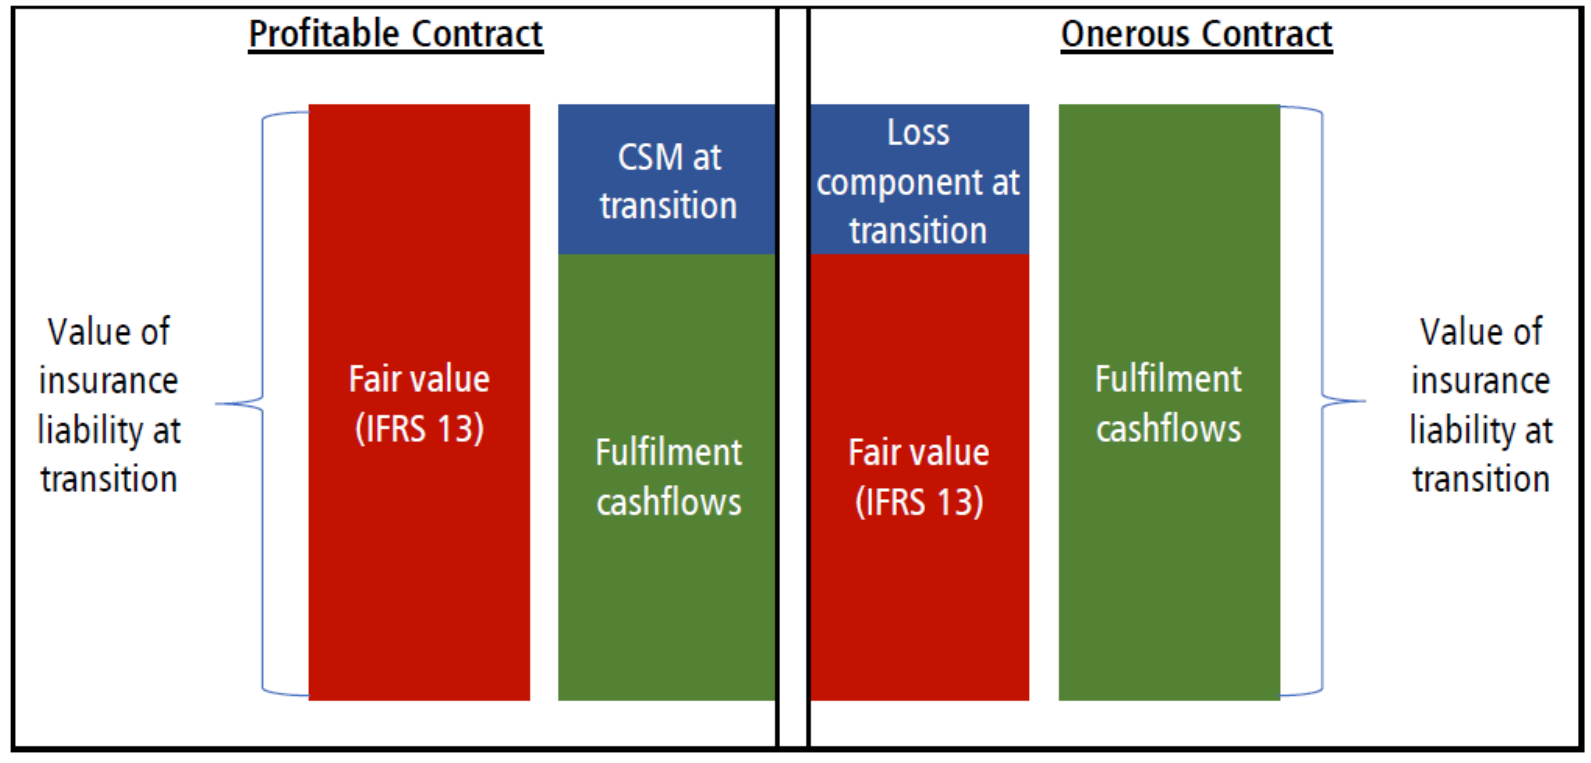 Profitable Contract
Value of
insurance
liability at
transition
Fair value
(IFRS 13)
CSM at
transition
Fulfilment
cashflows
Onerous Contract
Loss
component at
transition
Fair value
(IFRS 13)
Fulfilment
cashflows
Value of
insurance
liability at
transition